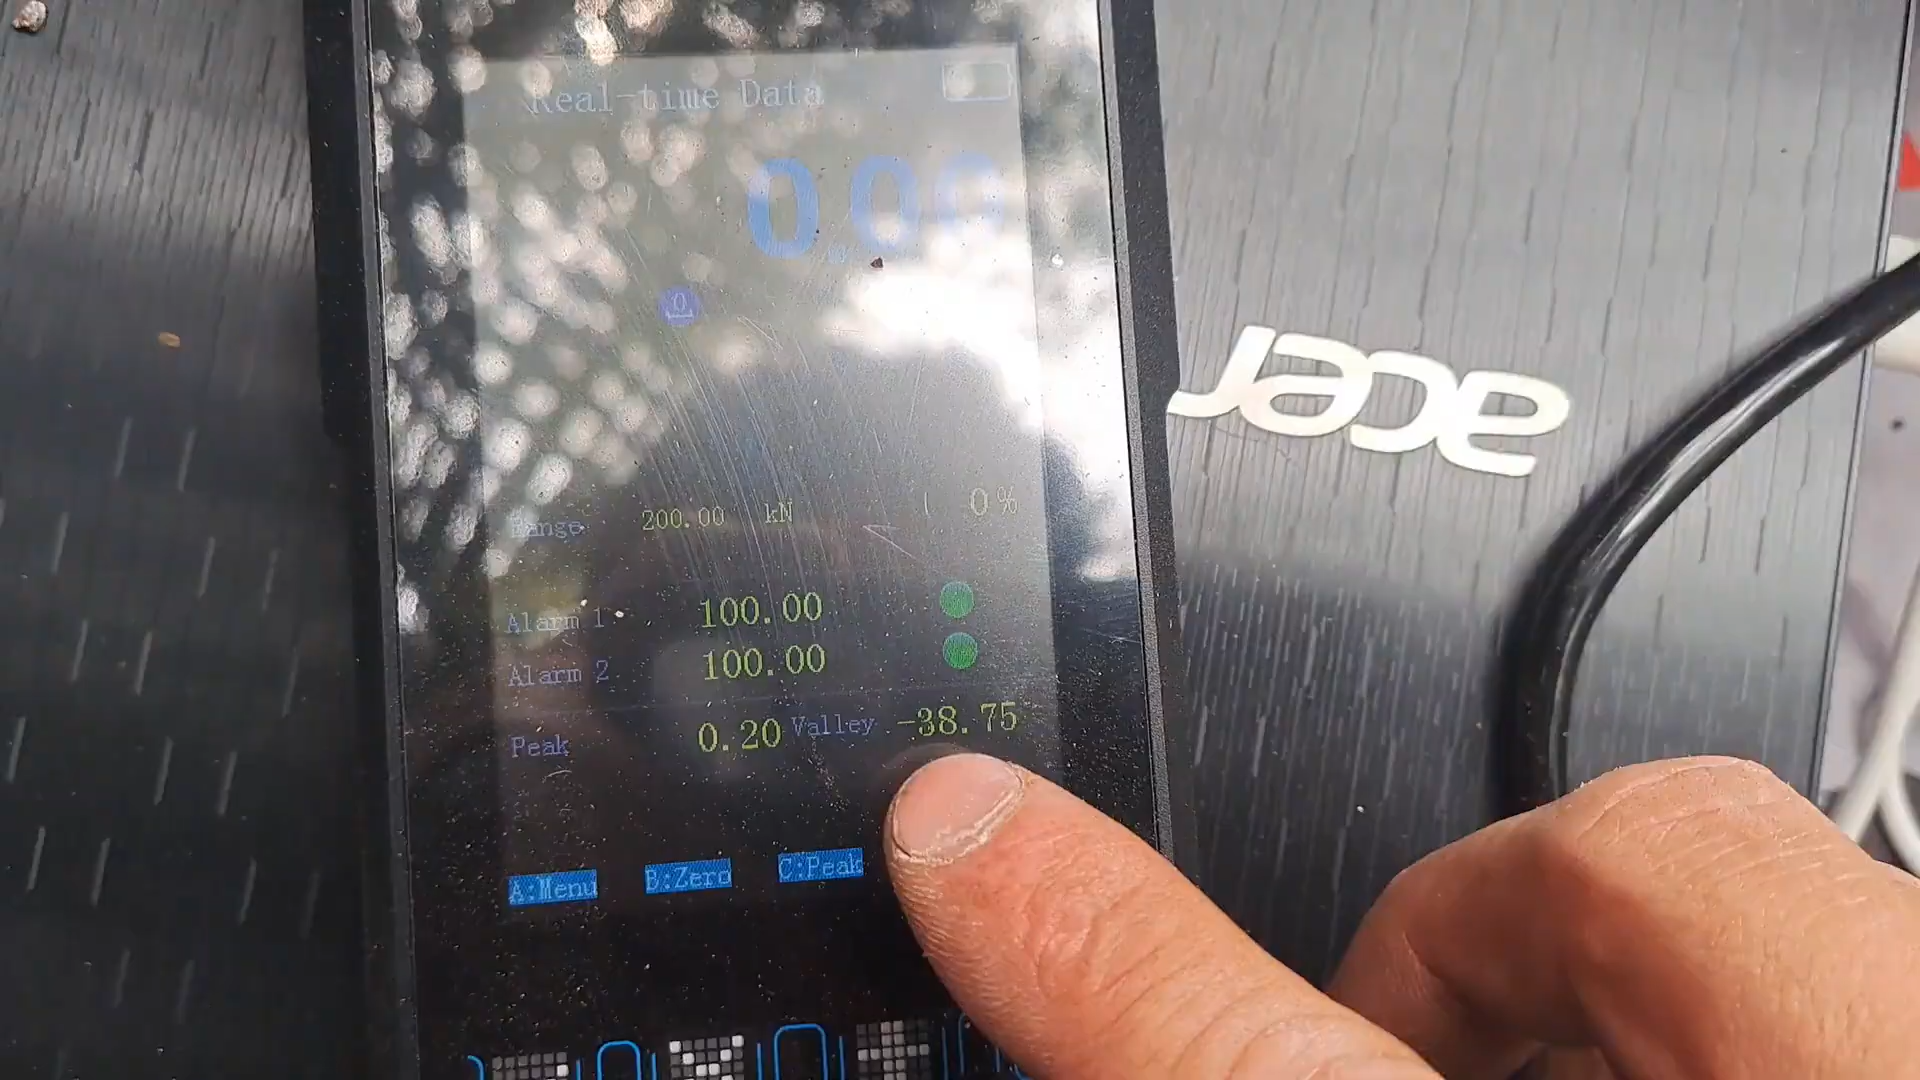 Real-time Data
0.00
0
Range 200.00 kN 0%
Alarm 1 100.00
Alarm 2 100.00
Peak 0.20 Valley -38.75
A:Menu B:Zero C:Peak
acer